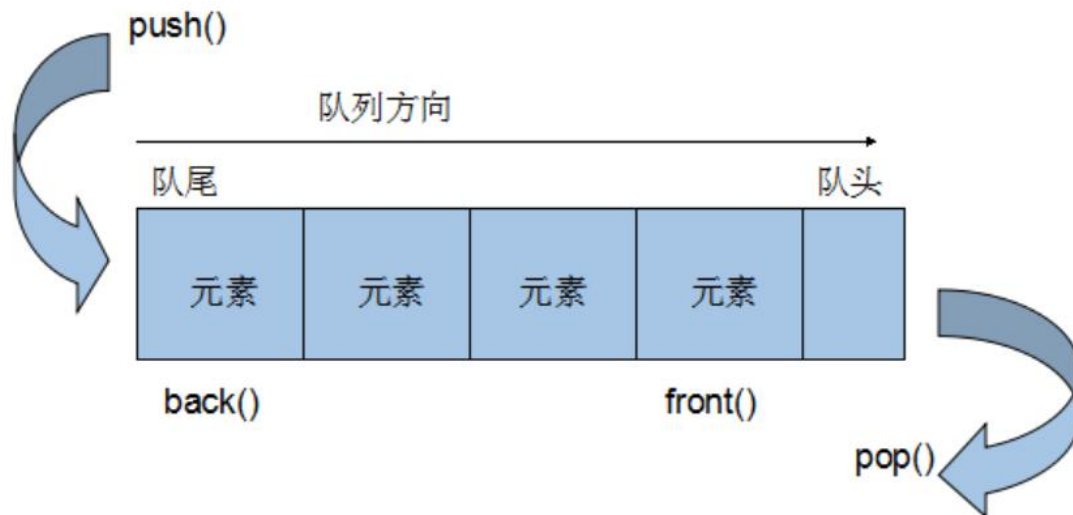 push()
队列方向
队尾 队头
元素 元素 元素 元素
back() front()
pop()